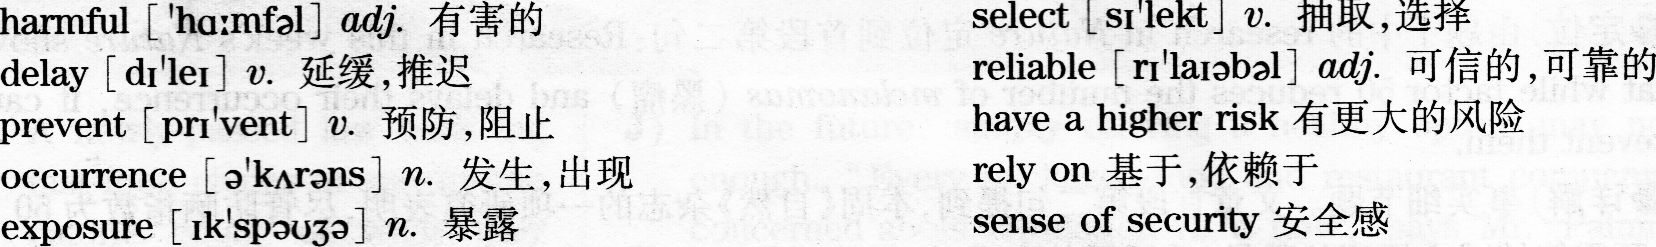 harmful [ˈhɑːmfəl] adj. 有害的
delay [dɪˈleɪ] v. 延缓,推迟
prevent [prɪˈvent] v. 预防,阻止
occurrence [əˈkʌrəns] n. 发生,出现
exposure [ɪkˈspəʊʒə] n. 暴露
select [sɪˈlekt] v. 抽取,选择
reliable [rɪˈlaɪəbəl] adj. 可信的,可靠的
have a higher risk 有更大的风险
rely on 基于,依赖于
sense of security 安全感